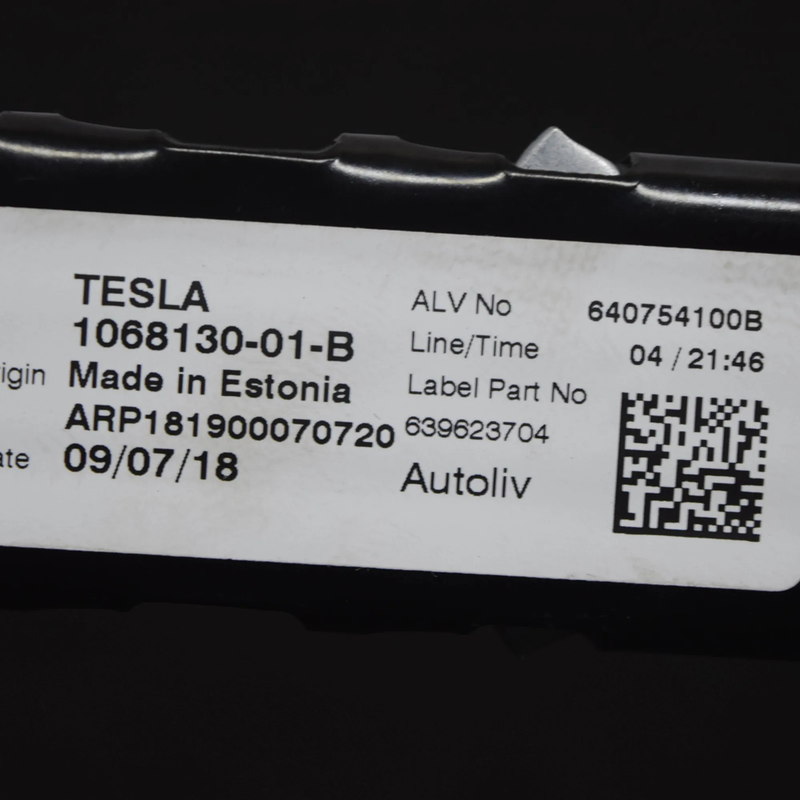 TESLA
1068130-01-B
igin Made in Estonia
ARP181900070720
ate 09/07/18
ALV No 640754100B
Line/Time 04 / 21:46
Label Part No
639623704
Autoliv